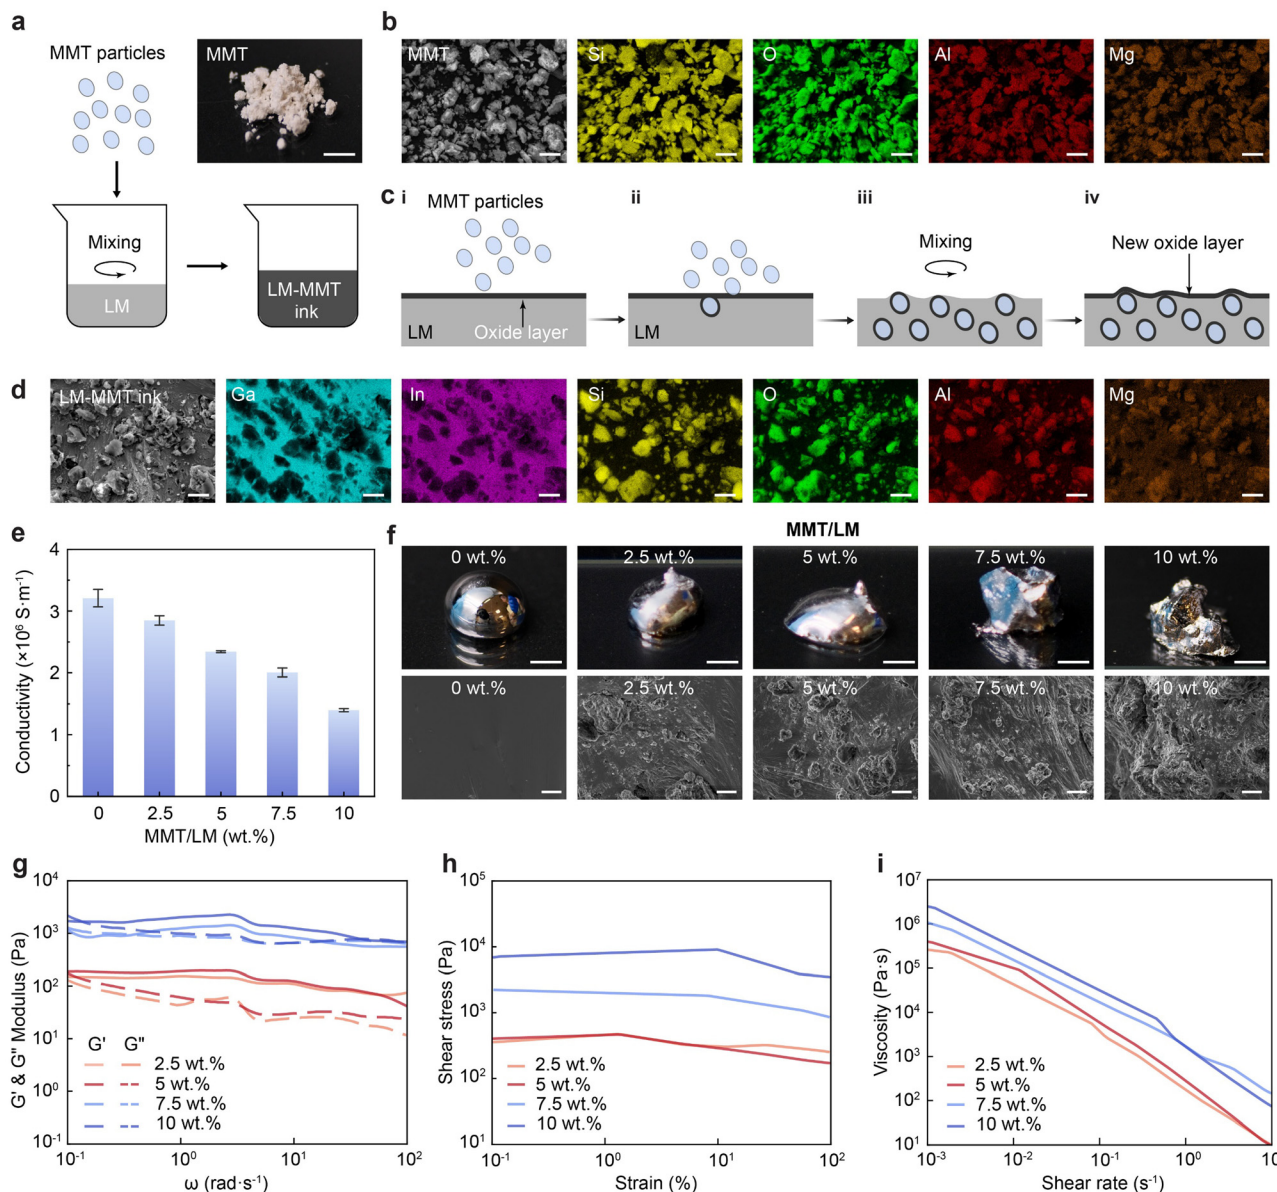 a
MMT particles
MMT
Mixing
LM
LM-MMT
ink
b
MMT
Si
O
Al
Mg
c i
ii
iii
iv
MMT particles
Mixing
New oxide layer
LM
Oxide layer
LM
d
LM-MMT ink
Ga
In
Si
O
Al
Mg
e
Conductivity (×10⁶ S·m⁻¹)
4
3
2
1
0
0 2.5 5 7.5 10
MMT/LM (wt.%)
f
MMT/LM
0 wt.% 2.5 wt.% 5 wt.% 7.5 wt.% 10 wt.%
0 wt.% 2.5 wt.% 5 wt.% 7.5 wt.% 10 wt.%
g
G' & G" Modulus (Pa)
10⁴
10³
10²
10¹
10⁰
10⁻¹
G' G"
2.5 wt.%
5 wt.%
7.5 wt.%
10 wt.%
10⁻¹ 10⁰ 10¹ 10²
ω (rad·s⁻¹)
h
Shear stress (Pa)
10⁵
10⁴
10³
10²
10¹
2.5 wt.%
5 wt.%
7.5 wt.%
10 wt.%
10⁻¹ 10⁰ 10¹ 10²
Strain (%)
i
Viscosity (Pa·s)
10⁷
10⁶
10⁵
10⁴
10³
10²
10¹
2.5 wt.%
5 wt.%
7.5 wt.%
10 wt.%
10⁻³ 10⁻² 10⁻¹ 10⁰
Shear rate (s⁻¹)